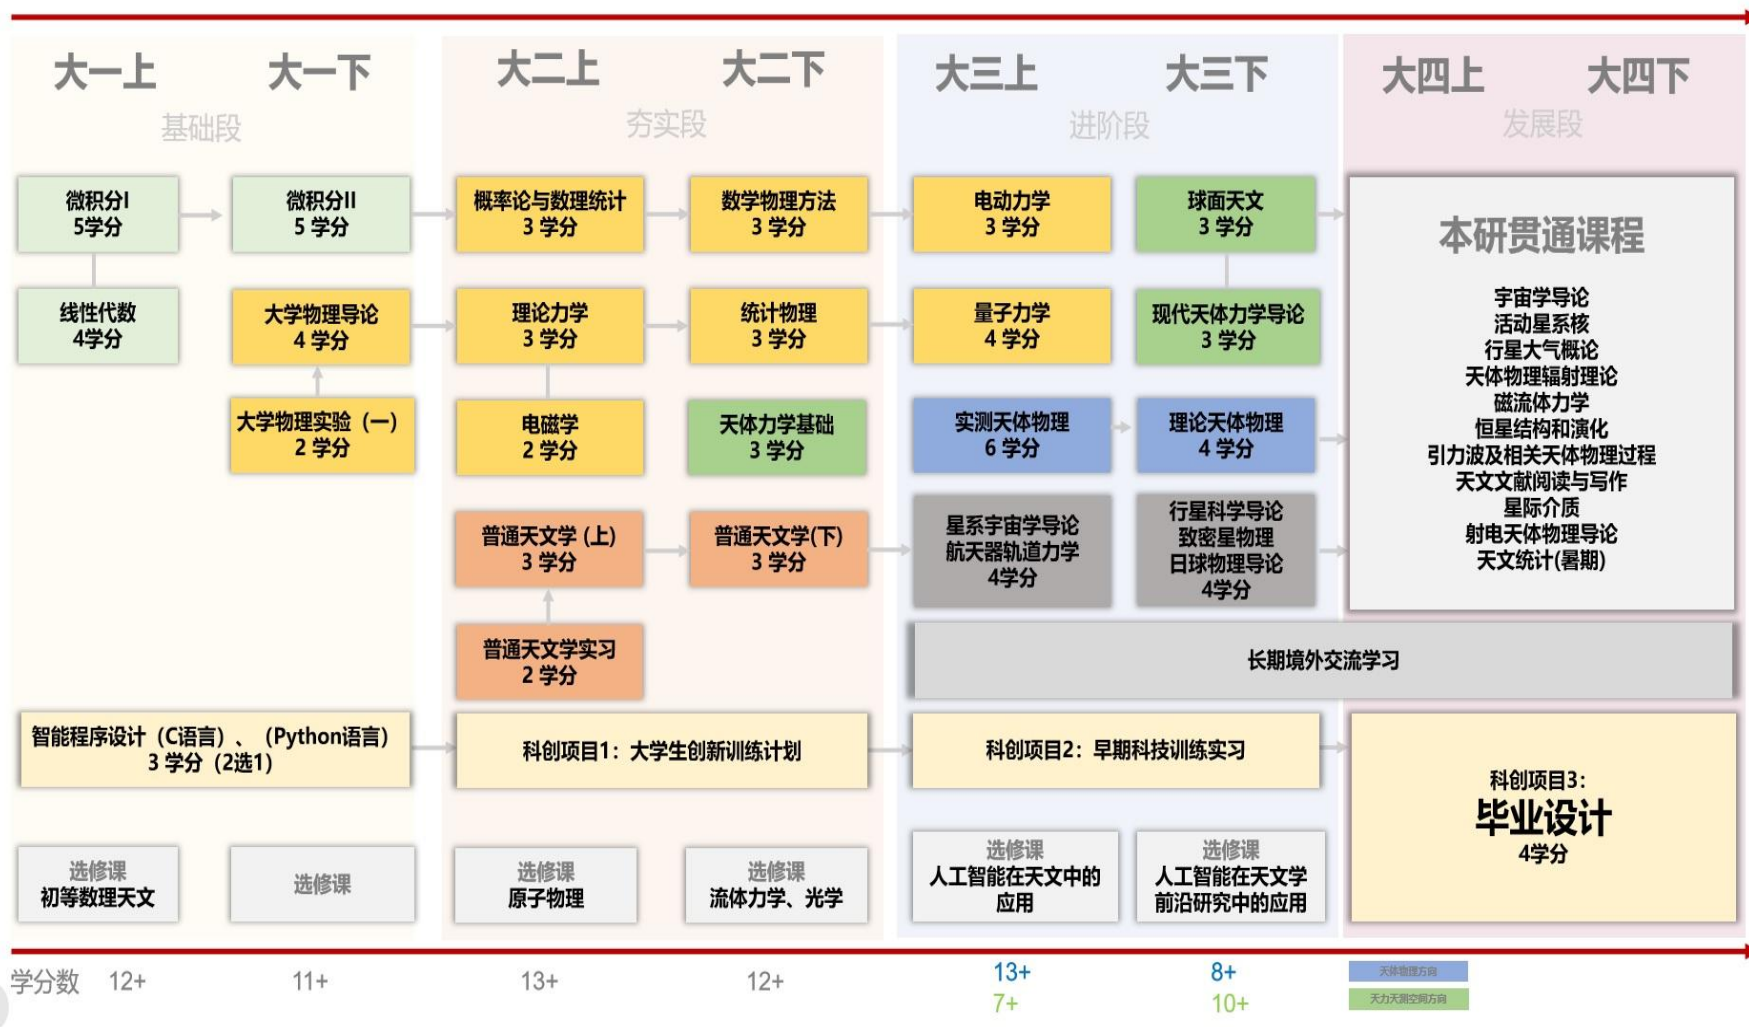 大一上
大一下
基础段
大二上
大二下
夯实段
大三上
大三下
进阶段
大四上
大四下
发展段
微积分I
5学分
微积分II
5 学分
概率论与数理统计
3 学分
数学物理方法
3 学分
电动力学
3 学分
球面天文
3 学分
线性代数
4学分
大学物理导论
4 学分
理论力学
3 学分
统计物理
3 学分
量子力学
4 学分
现代天体力学导论
3 学分
大学物理实验（一）
2 学分
电磁学
2 学分
天体力学基础
3 学分
实测天体物理
6 学分
理论天体物理
4 学分
普通天文学 (上)
3 学分
普通天文学(下)
3 学分
星系宇宙学导论
航天器轨道力学
4学分
行星科学导论
致密星物理
日球物理导论
4学分
普通天文学实习
2 学分
本研贯通课程
宇宙学导论
活动星系核
行星大气概论
天体物理辐射理论
磁流体力学
恒星结构和演化
引力波及相关天体物理过程
天文文献阅读与写作
星际介质
射电天体物理导论
天文统计(暑期)
长期境外交流学习
智能程序设计（C语言）、（Python语言）
3 学分（2选1）
科创项目1：大学生创新训练计划
科创项目2：早期科技训练实习
科创项目3：
毕业设计
4学分
选修课
初等数理天文
选修课
选修课
原子物理
选修课
流体力学、光学
选修课
人工智能在天文中的
应用
选修课
人工智能在天文学
前沿研究中的应用
学分数
12+
11+
13+
12+
13+
8+
7+
10+
天体物理方向
天力天测空间方向